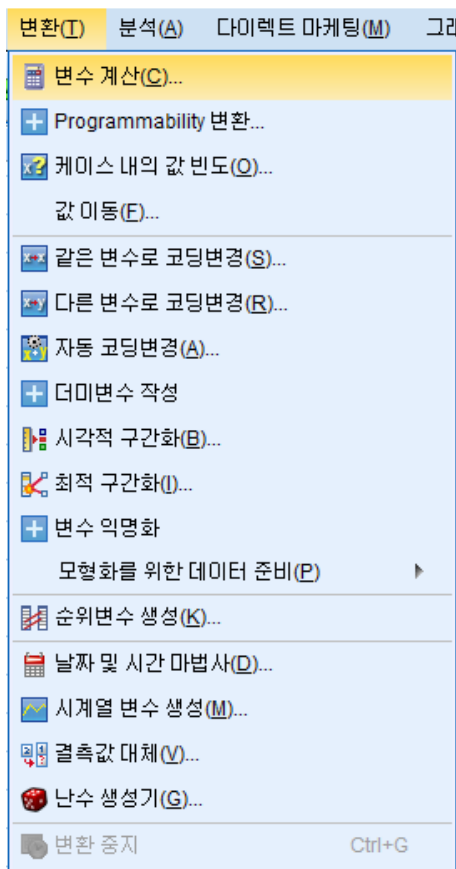 변환(T) 분석(A) 다이렉트 마케팅(M)
변수 계산(C)...
Programmability 변환...
케이스 내의 값 빈도(O)...
값 이동(F)...
같은 변수로 코딩변경(S)...
다른 변수로 코딩변경(R)...
자동 코딩변경(A)...
더미변수 작성
시각적 구간화(B)...
최적 구간화(I)...
변수 익명화
모형화를 위한 데이터 준비(P)
순위변수 생성(K)...
날짜 및 시간 마법사(D)...
시계열 변수 생성(M)...
결측값 대체(V)...
난수 생성기(G)...
변환 중지 Ctrl+G